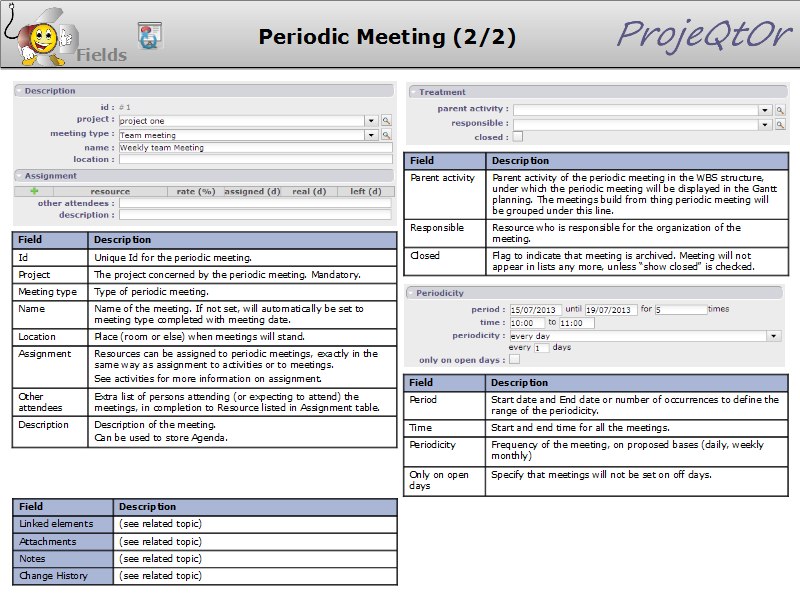 Fields
Periodic Meeting (2/2)
ProjeQtOr
Description
id : # 1
project : project one
meeting type : Team meeting
name : Weekly team Meeting
location :
Assignment
resource rate (%) assigned (d) real (d) left (d)
other attendees :
description :
Field Description
Id Unique Id for the periodic meeting.
Project The project concerned by the periodic meeting. Mandatory.
Meeting type Type of periodic meeting.
Name Name of the meeting. If not set, will automatically be set to
meeting type completed with meeting date.
Location Place (room or else) when meetings will stand.
Assignment Resources can be assigned to periodic meetings, exactly in the
same way as assignment to activities or to meetings.
See activities for more information on assignment.
Other Extra list of persons attending (or expecting to attend) the
attendees meetings, in completion to Resource listed in Assignment table.
Description Description of the meeting.
Can be used to store Agenda.
Field Description
Linked elements (see related topic)
Attachments (see related topic)
Notes (see related topic)
Change History (see related topic)
Treatment
parent activity :
responsible :
closed :
Field Description
Parent activity Parent activity of the periodic meeting in the WBS structure,
under which the periodic meeting will be displayed in the Gantt
planning. The meetings build from thing periodic meeting will
be grouped under this line.
Responsible Resource who is responsible for the organization of the
meeting.
Closed Flag to indicate that meeting is archived. Meeting will not
appear in lists any more, unless “show closed” is checked.
Periodicity
period : 15/07/2013 until 19/07/2013 for 5 times
time : 10:00 to 11:00
periodicity : every day
every 1 days
only on open days :
Field Description
Period Start date and End date or number of occurrences to define the
range of the periodicity.
Time Start and end time for all the meetings.
Periodicity Frequency of the meeting, on proposed bases (daily, weekly
monthly)
Only on open Specify that meetings will not be set on off days.
days